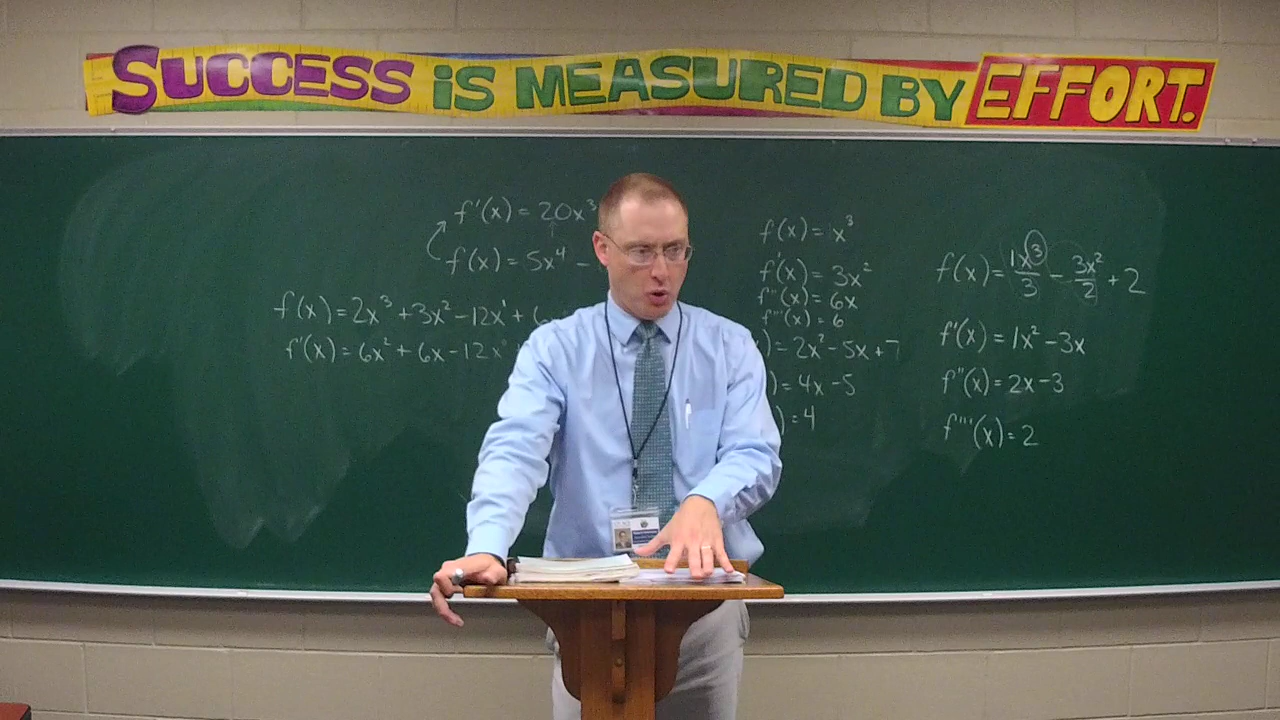 SUCCESS IS MEASURED BY EFFORT.
f'(x) = 20x³
f(x) = 5x⁴ -
f(x) = 2x³ + 3x² - 12x¹ +
f'(x) = 6x² + 6x - 12x⁰
f(x) = x³
f'(x) = 3x²
f''(x) = 6x
f'''(x) = 6
) = 2x² - 5x + 7
) = 4x - 5
) = 4
f(x) = 1x³/3 - 3x²/2 + 2
f'(x) = 1x² - 3x
f''(x) = 2x - 3
f'''(x) = 2